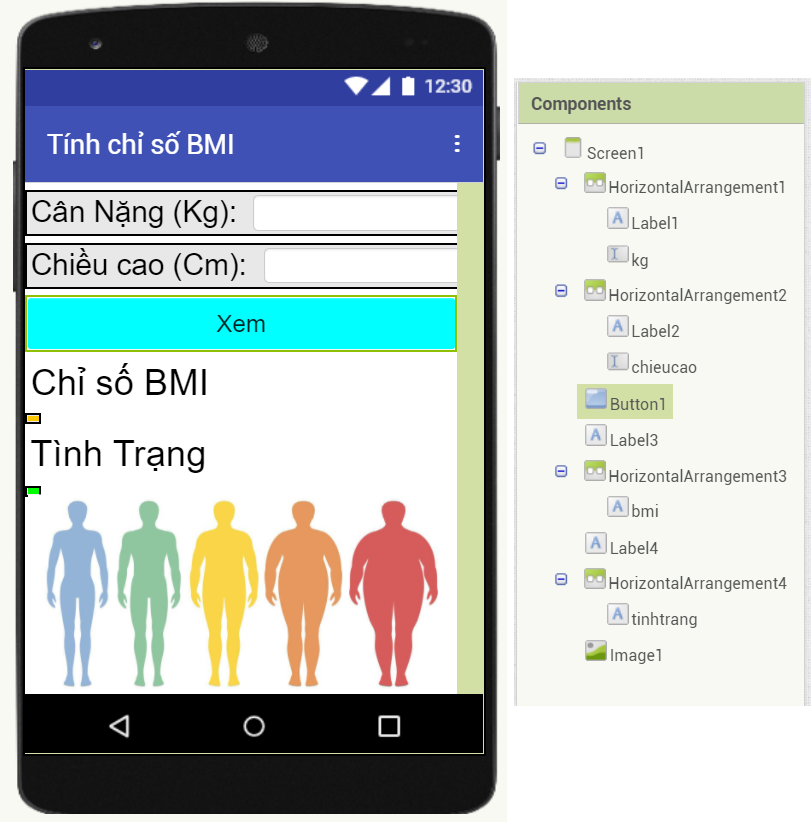 12:30
Tính chỉ số BMI
Cân Nặng (Kg):
Chiều cao (Cm):
Xem
Chỉ số BMI
Tình Trạng
Components
Screen1
HorizontalArrangement1
Label1
kg
HorizontalArrangement2
Label2
chieucao
Button1
Label3
HorizontalArrangement3
bmi
Label4
HorizontalArrangement4
tinhtrang
Image1